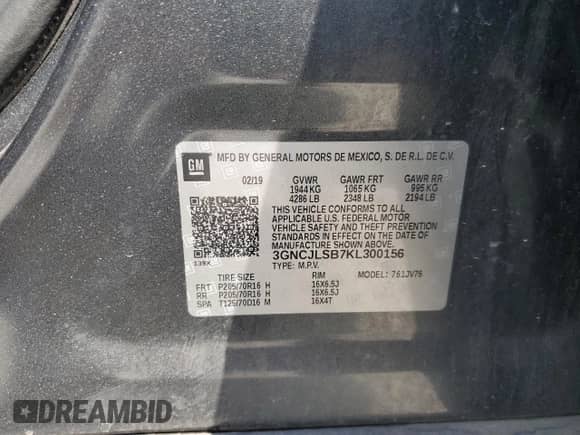 GM
MFD BY GENERAL MOTORS DE MEXICO, S. DE R.L. DE C.V.
02/19 GVWR GAWR FRT GAWR RR
1944 KG 1065 KG 995 KG
4286 LB 2348 LB 2194 LB
THIS VEHICLE CONFORMS TO ALL
APPLICABLE U.S. FEDERAL MOTOR
VEHICLE SAFETY AND THEFT PREVENTION
STANDARDS IN EFFECT ON THE DATE OF
MANUFACTURE SHOWN ABOVE.
3GNCJLSB7KL300156
TYPE: M.P.V. MODEL: 761JV76
139X
TIRE SIZE RIM
FRT P205/70R16 H 16X6.5J
RR P205/70R16 H 16X6.5J
SPA T125/70D16 M 16X4T
DREAMBID